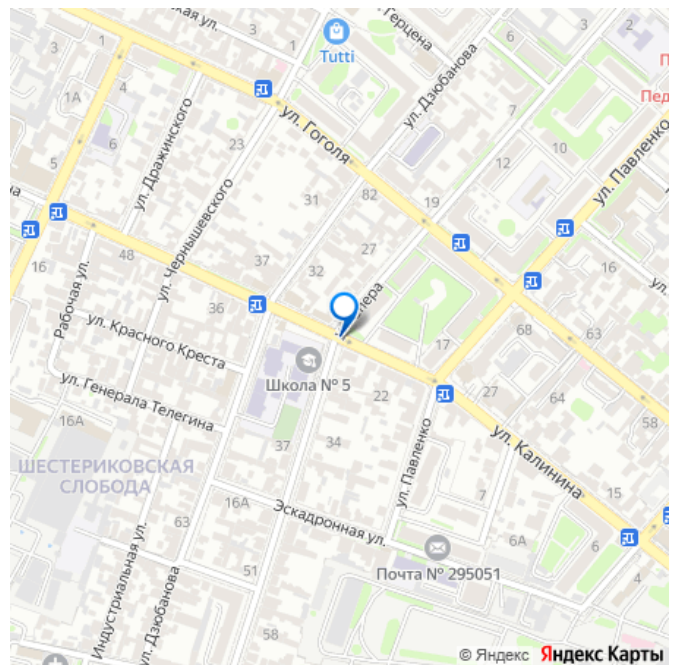 3
1
4
1А
6
5
3
1
Tutti
ул. Герцена
6
3
2
7
ул. Дзюбанова
Пед
ул. Гоголя
ул. Дражинского
23
12
10
ул. Павленко
31
82
19
16
48
ул. Чернышевского
37
32
27
63
Рабочая ул.
36
ул. Красного Креста
68
17
Школа № 5
22
27
64
58
ул. Генерала Телегина
16А
37
34
ул. Павленко
ул. Калинина
ШЕСТЕРИКОВСКАЯ
СЛОБОДА
63
16А
Эскадронная ул.
7
15
6А
6
4
Индустриальная ул.
ул. Дзюбанова
51
58
Почта № 295051
© Яндекс Яндекс Карты